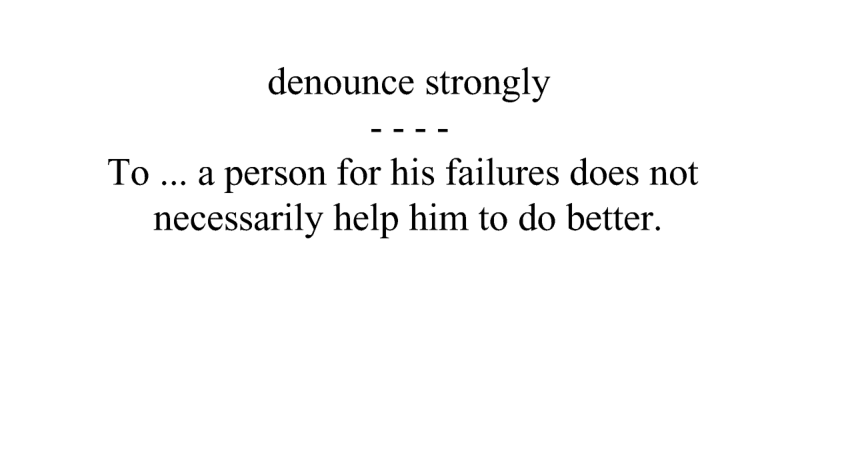 denounce strongly
- - - -
To ... a person for his failures does not
necessarily help him to do better.